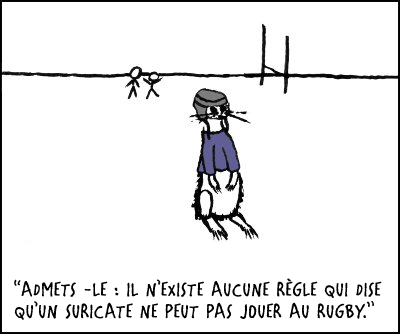 "ADMETS -LE : IL N'EXISTE AUCUNE RÈGLE QUI DISE
QU'UN SURICATE NE PEUT PAS JOUER AU RUGBY."